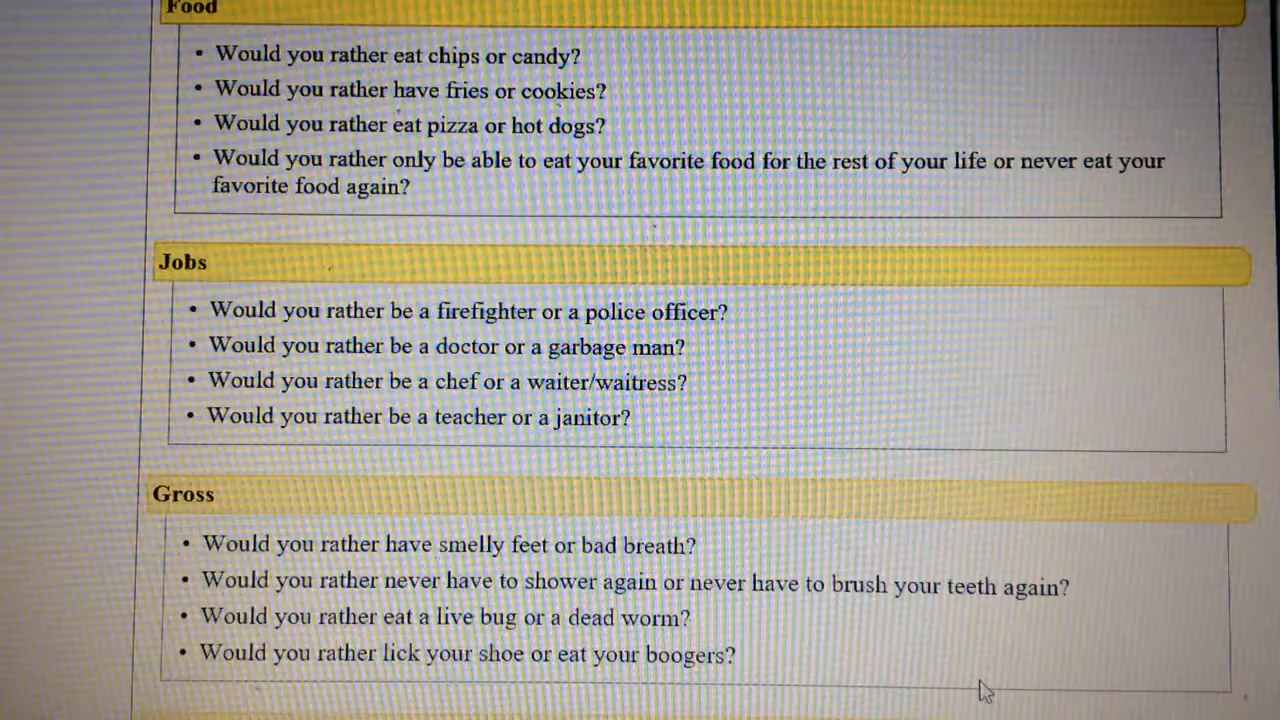 Food
• Would you rather eat chips or candy?
• Would you rather have fries or cookies?
• Would you rather eat pizza or hot dogs?
• Would you rather only be able to eat your favorite food for the rest of your life or never eat your
favorite food again?
Jobs
• Would you rather be a firefighter or a police officer?
• Would you rather be a doctor or a garbage man?
• Would you rather be a chef or a waiter/waitress?
• Would you rather be a teacher or a janitor?
Gross
• Would you rather have smelly feet or bad breath?
• Would you rather never have to shower again or never have to brush your teeth again?
• Would you rather eat a live bug or a dead worm?
• Would you rather lick your shoe or eat your boogers?